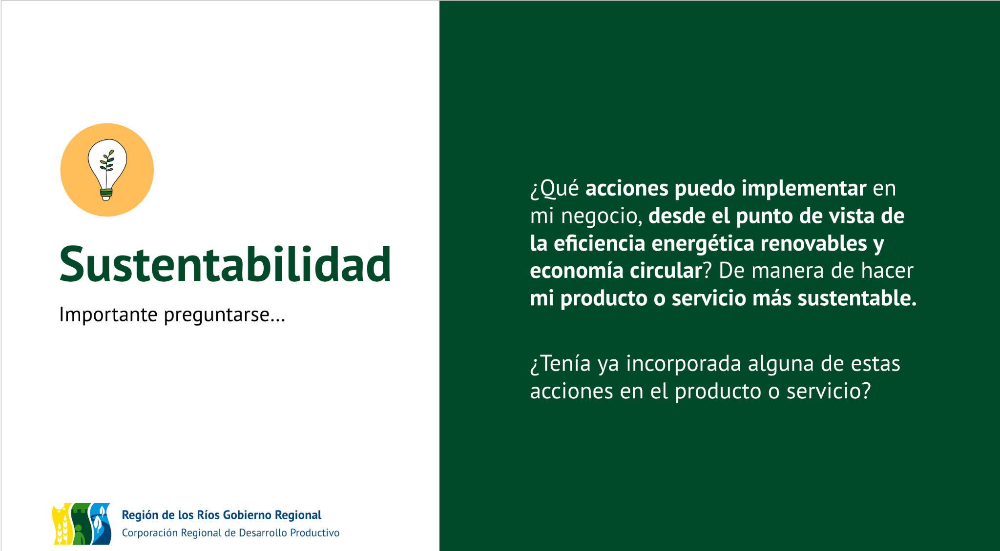 Sustentabilidad
Importante preguntarse...
¿Qué acciones puedo implementar en
mi negocio, desde el punto de vista de
la eficiencia energética renovables y
economía circular? De manera de hacer
mi producto o servicio más sustentable.
¿Tenía ya incorporada alguna de estas
acciones en el producto o servicio?
Región de los Ríos Gobierno Regional
Corporación Regional de Desarrollo Productivo